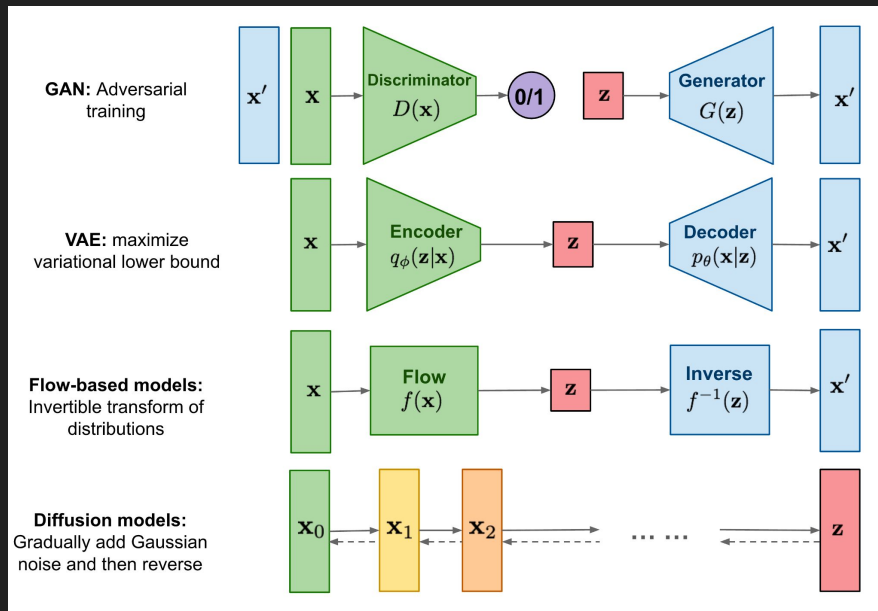 GAN: Adversarial
training
x′
x
Discriminator
D(x)
0/1
z
Generator
G(z)
x′
VAE: maximize
variational lower bound
x
Encoder
qϕ(z|x)
z
Decoder
pθ(x|z)
x′
Flow-based models:
Invertible transform of
distributions
x
Flow
f(x)
z
Inverse
f⁻¹(z)
x′
Diffusion models:
Gradually add Gaussian
noise and then reverse
x₀
x₁
x₂
... ...
z